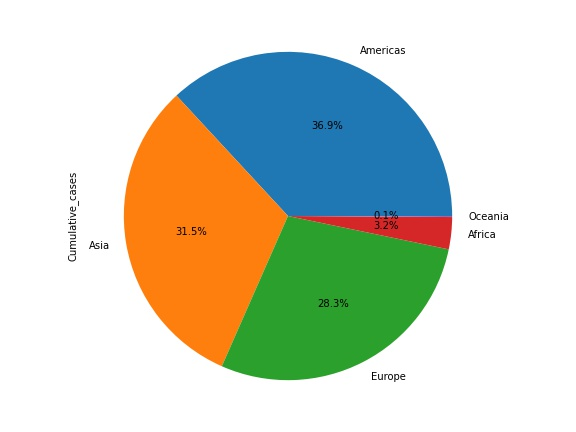 Americas
36.9%
Cumulative_cases
Asia
31.5%
0.1%
Oceania
3.2%
Africa
28.3%
Europe